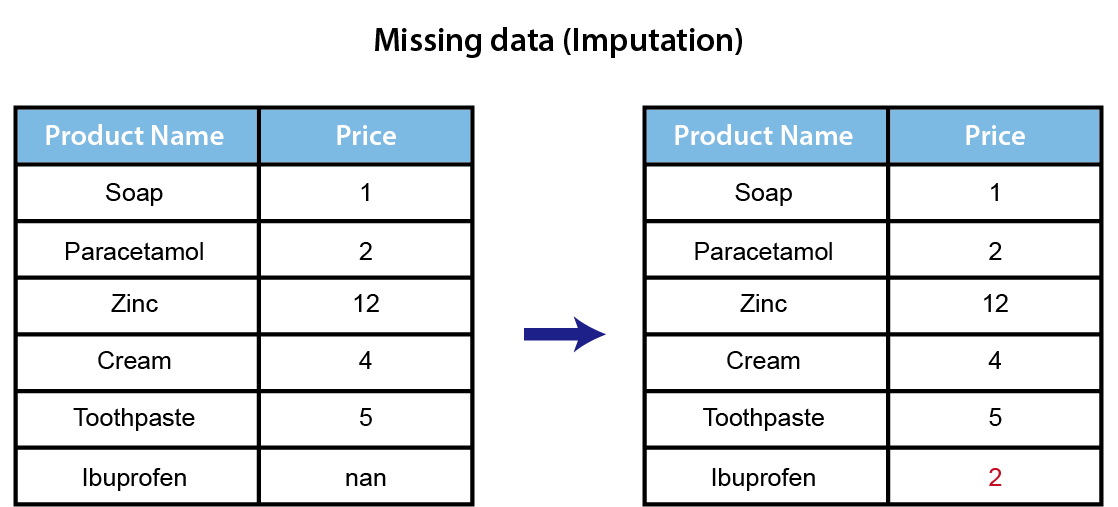 Missing data (Imputation)
Product Name Price
Soap 1
Paracetamol 2
Zinc 12
Cream 4
Toothpaste 5
Ibuprofen nan
Product Name Price
Soap 1
Paracetamol 2
Zinc 12
Cream 4
Toothpaste 5
Ibuprofen 2